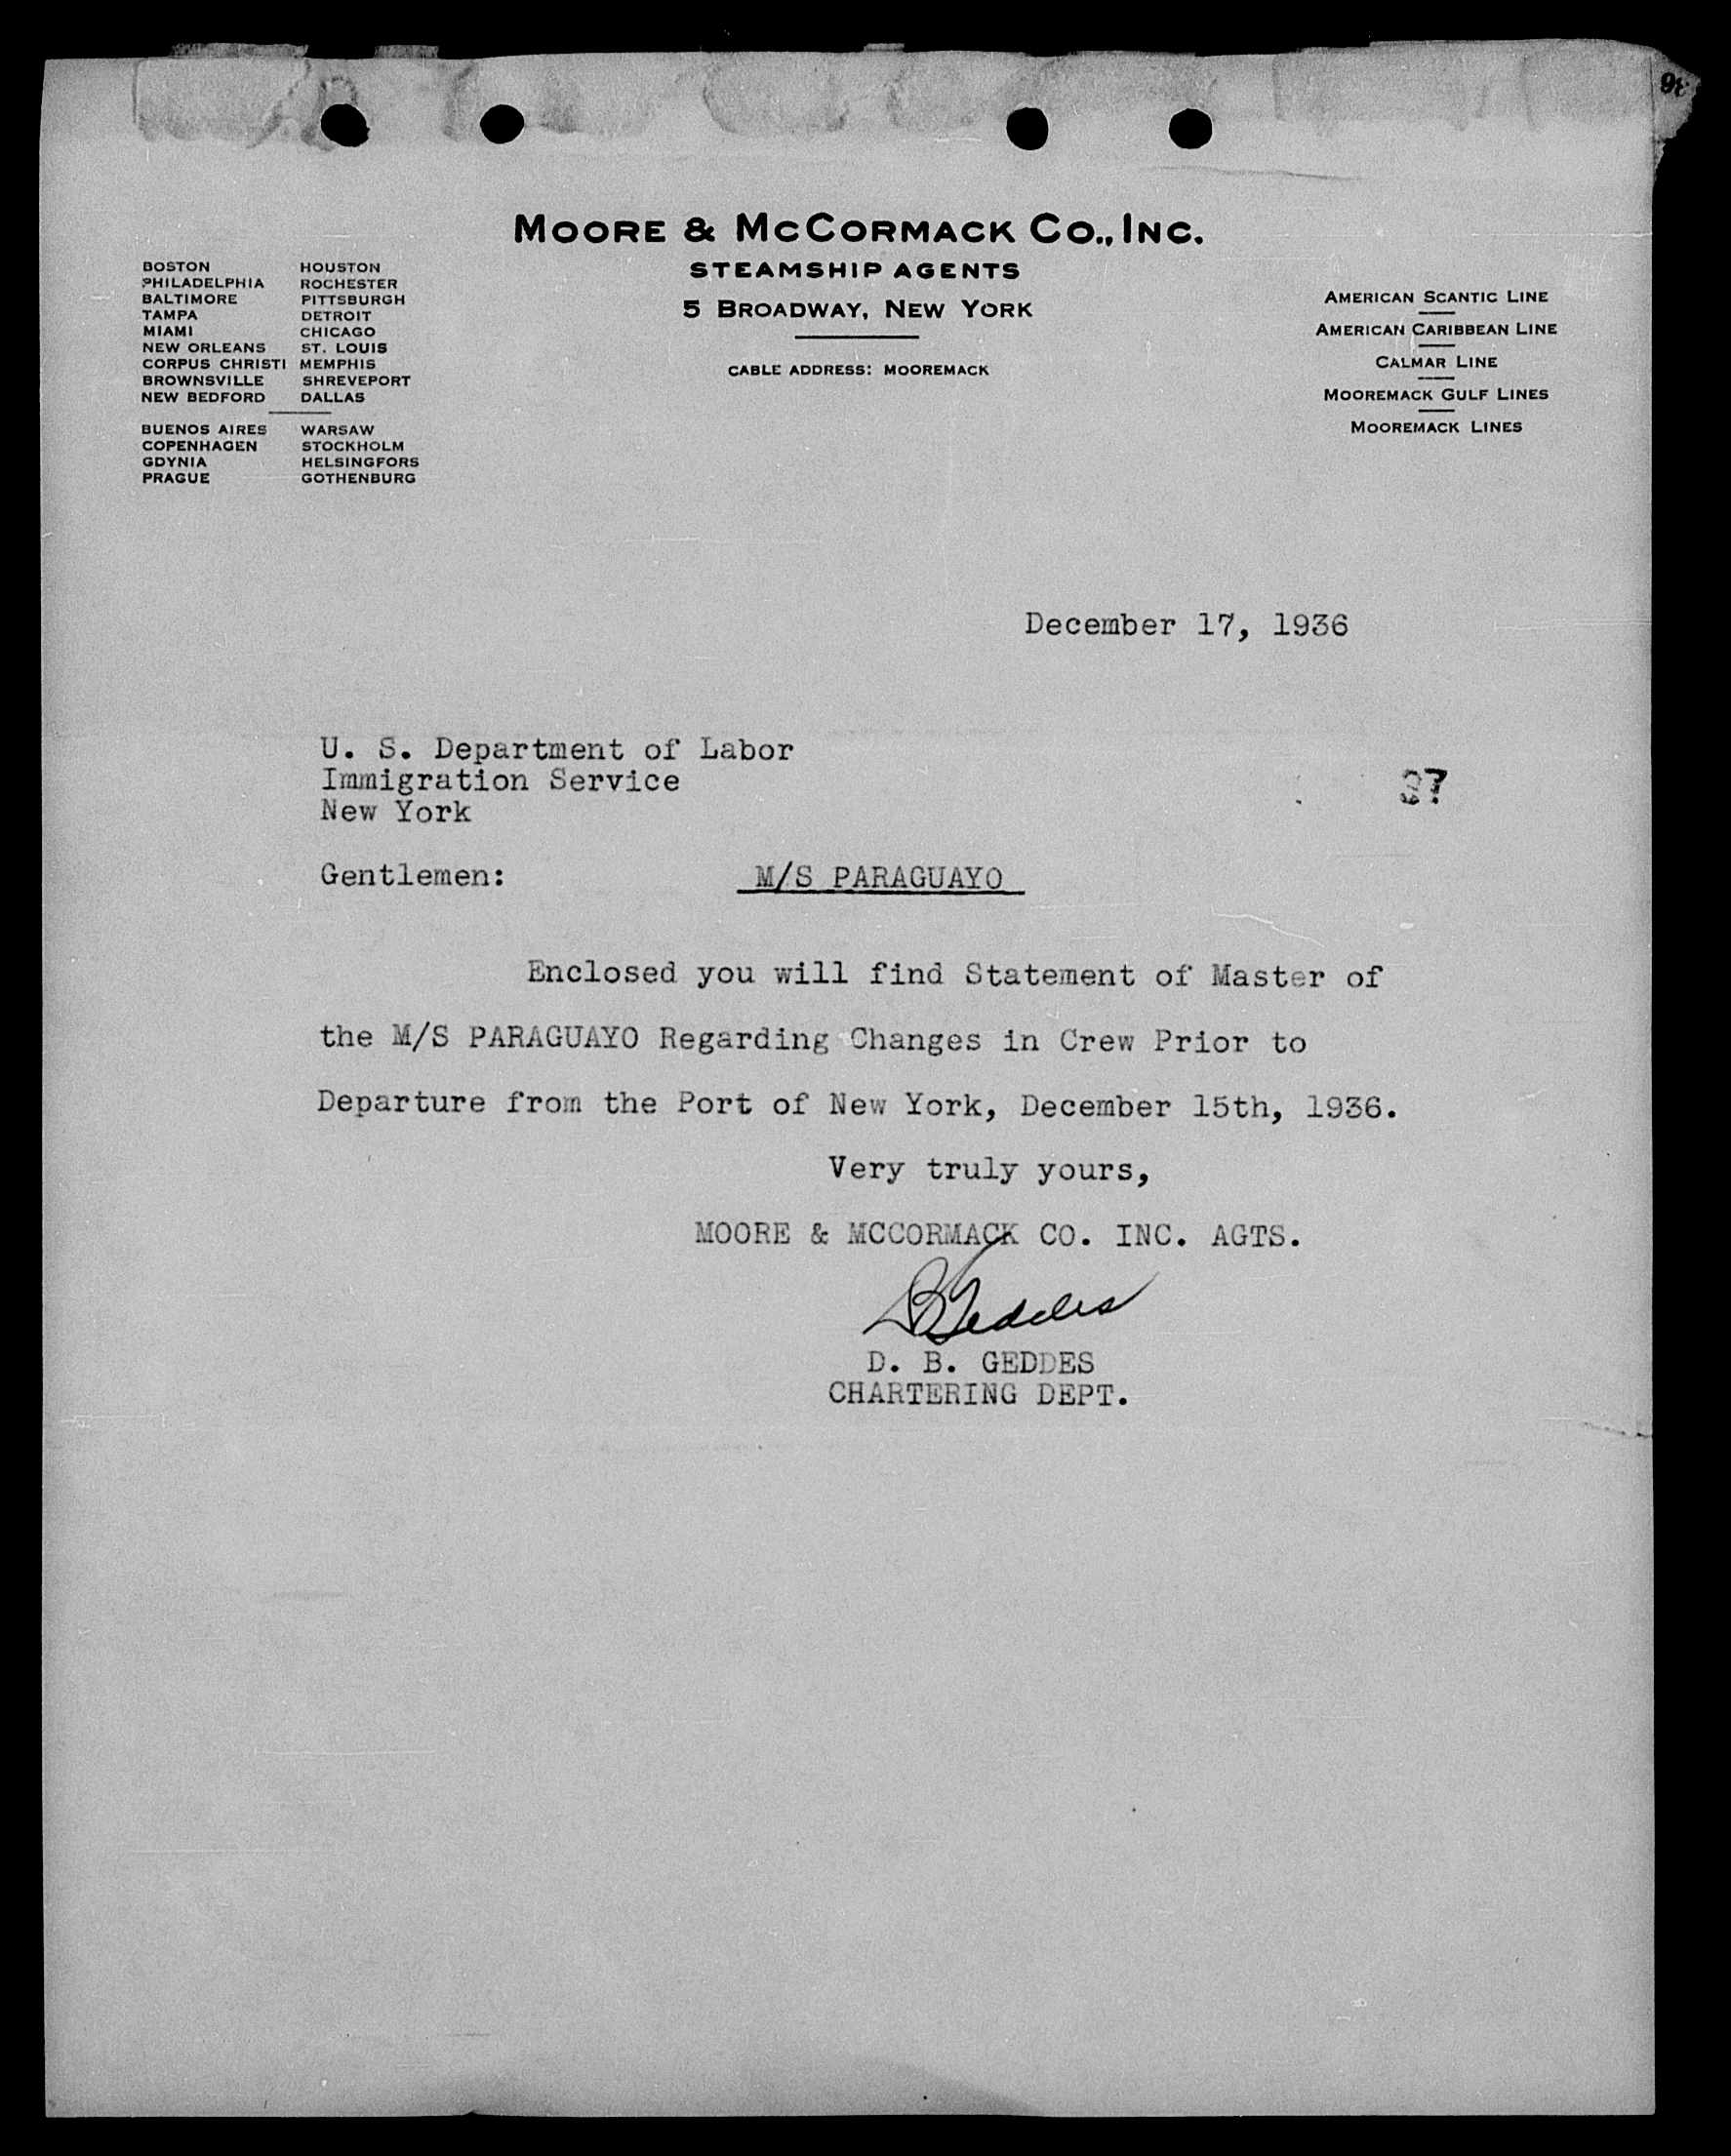 MOORE & MCCORMACK CO., INC.
STEAMSHIP AGENTS
5 BROADWAY, NEW YORK
CABLE ADDRESS: MOOREMACK
BOSTON HOUSTON
PHILADELPHIA ROCHESTER
BALTIMORE PITTSBURGH
TAMPA DETROIT
MIAMI CHICAGO
NEW ORLEANS ST. LOUIS
CORPUS CHRISTI MEMPHIS
BROWNSVILLE SHREVEPORT
NEW BEDFORD DALLAS
BUENOS AIRES WARSAW
COPENHAGEN STOCKHOLM
GDYNIA HELSINGFORS
PRAGUE GOTHENBURG
AMERICAN SCANTIC LINE
AMERICAN CARIBBEAN LINE
CALMAR LINE
MOOREMACK GULF LINES
MOOREMACK LINES
December 17, 1936
U. S. Department of Labor
Immigration Service
New York
Gentlemen: M/S PARAGUAYO
Enclosed you will find Statement of Master of
the M/S PARAGUAYO Regarding Changes in Crew Prior to
Departure from the Port of New York, December 15th, 1936.
Very truly yours,
MOORE & MCCORMACK CO. INC. AGTS.
DBGeddes
D. B. GEDDES
CHARTERING DEPT.